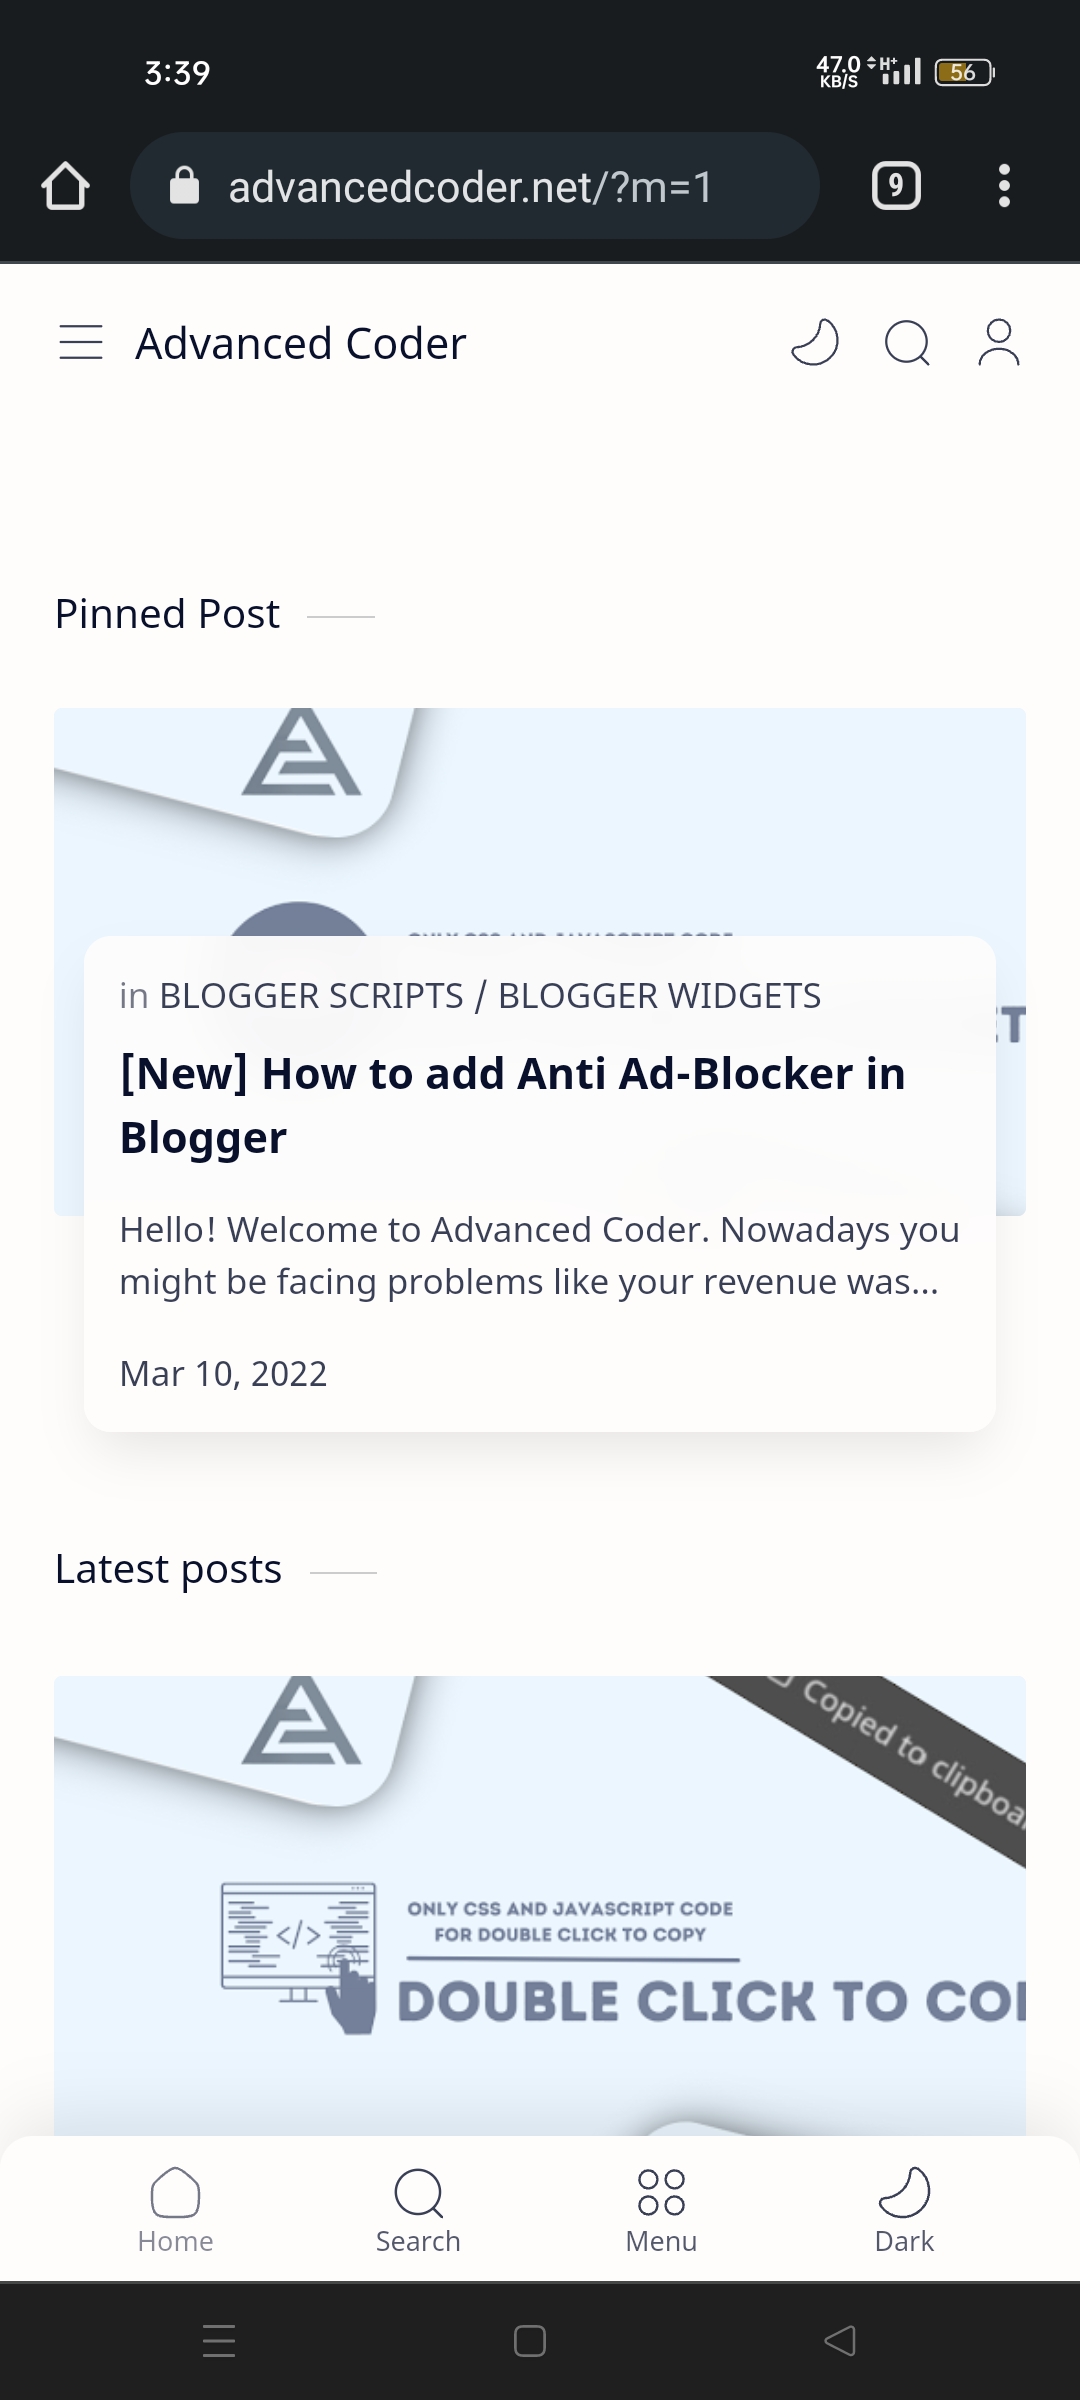 3:39
47.0
KB/S
H+
56
advancedcoder.net/?m=1
9
Advanced Coder
Pinned Post
in BLOGGER SCRIPTS / BLOGGER WIDGETS
[New] How to add Anti Ad-Blocker in
Blogger
Hello! Welcome to Advanced Coder. Nowadays you
might be facing problems like your revenue was...
Mar 10, 2022
Latest posts
Copied to
ONLY CSS AND JAVASCRIPT CODE
FOR DOUBLE CLICK TO COPY
</>
DOUBLE CLICK TO
Home
Search
Menu
Dark